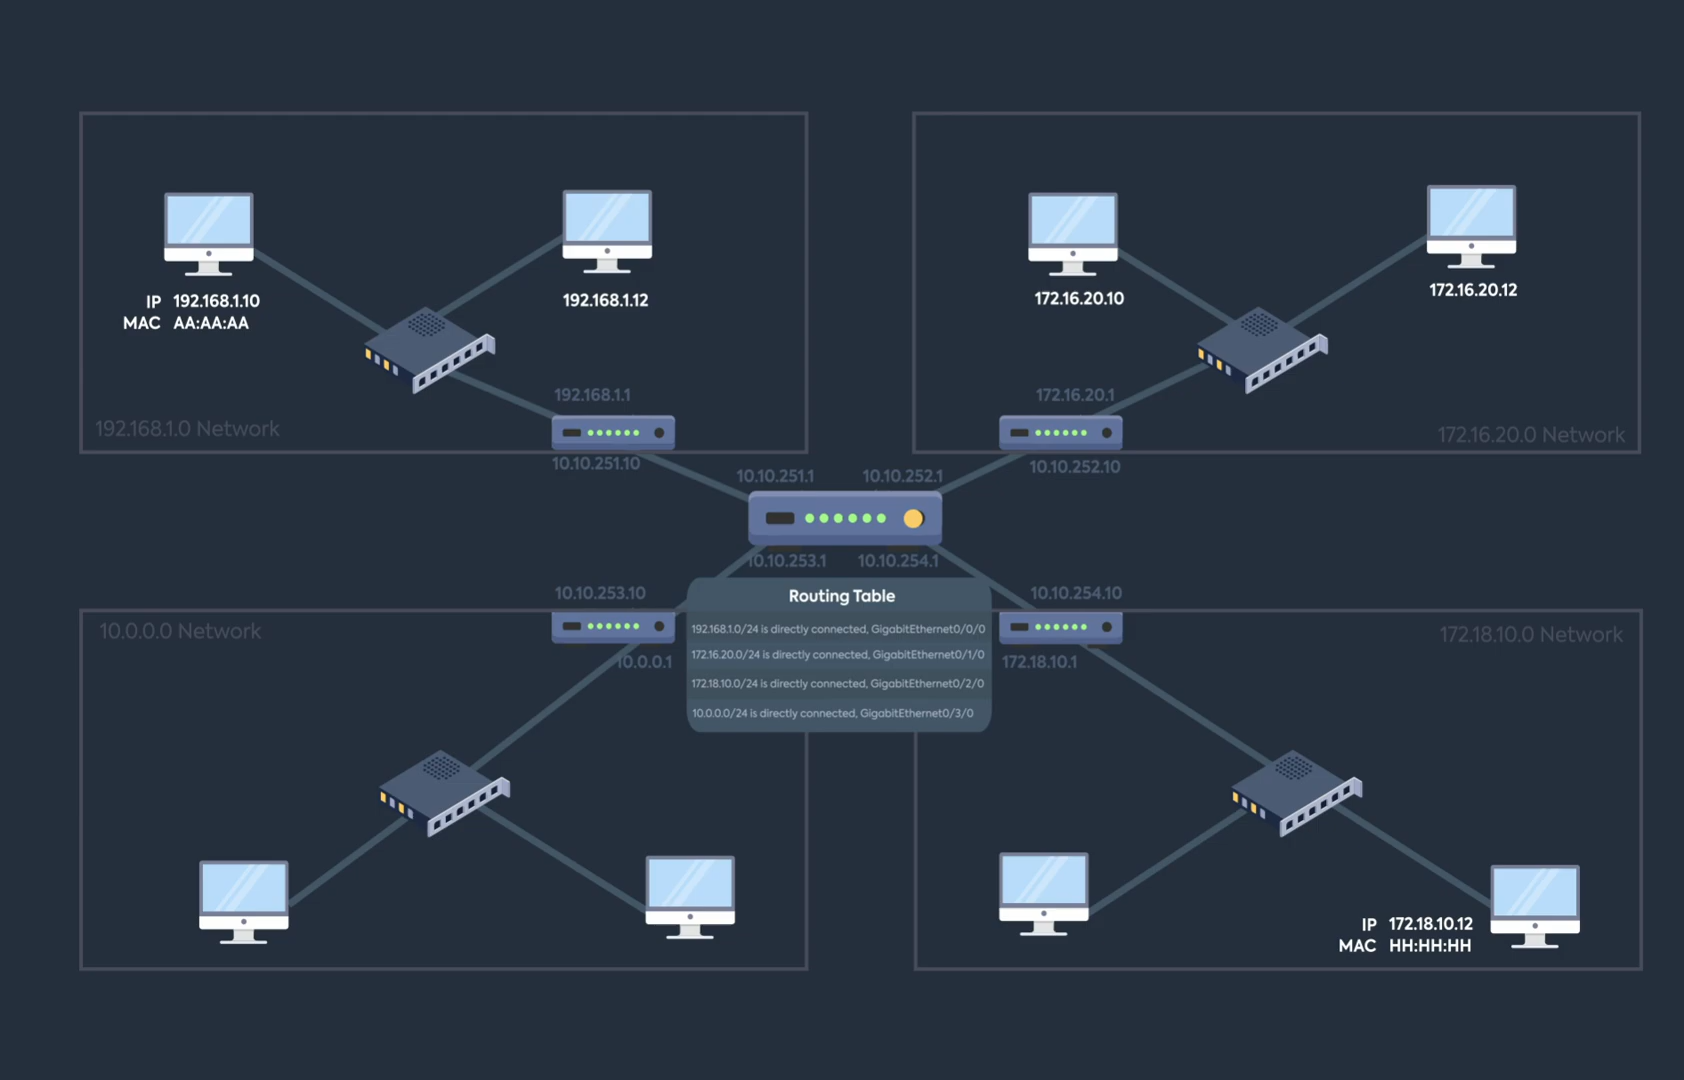 IP 192.168.1.10
MAC AA:AA:AA
192.168.1.12
192.168.1.1
192.168.1.0 Network
10.10.251.10
172.16.20.10
172.16.20.12
172.16.20.1
172.16.20.0 Network
10.10.252.10
10.10.251.1
10.10.252.1
10.10.253.1
10.10.254.1
Routing Table
192.168.1.0/24 is directly connected, GigabitEthernet0/0/0
172.16.20.0/24 is directly connected, GigabitEthernet0/1/0
172.18.10.0/24 is directly connected, GigabitEthernet0/2/0
10.0.0.0/24 is directly connected, GigabitEthernet0/3/0
10.10.253.10
10.0.0.0 Network
10.0.0.1
10.10.254.10
172.18.10.0 Network
172.18.10.1
IP 172.18.10.12
MAC HH:HH:HH